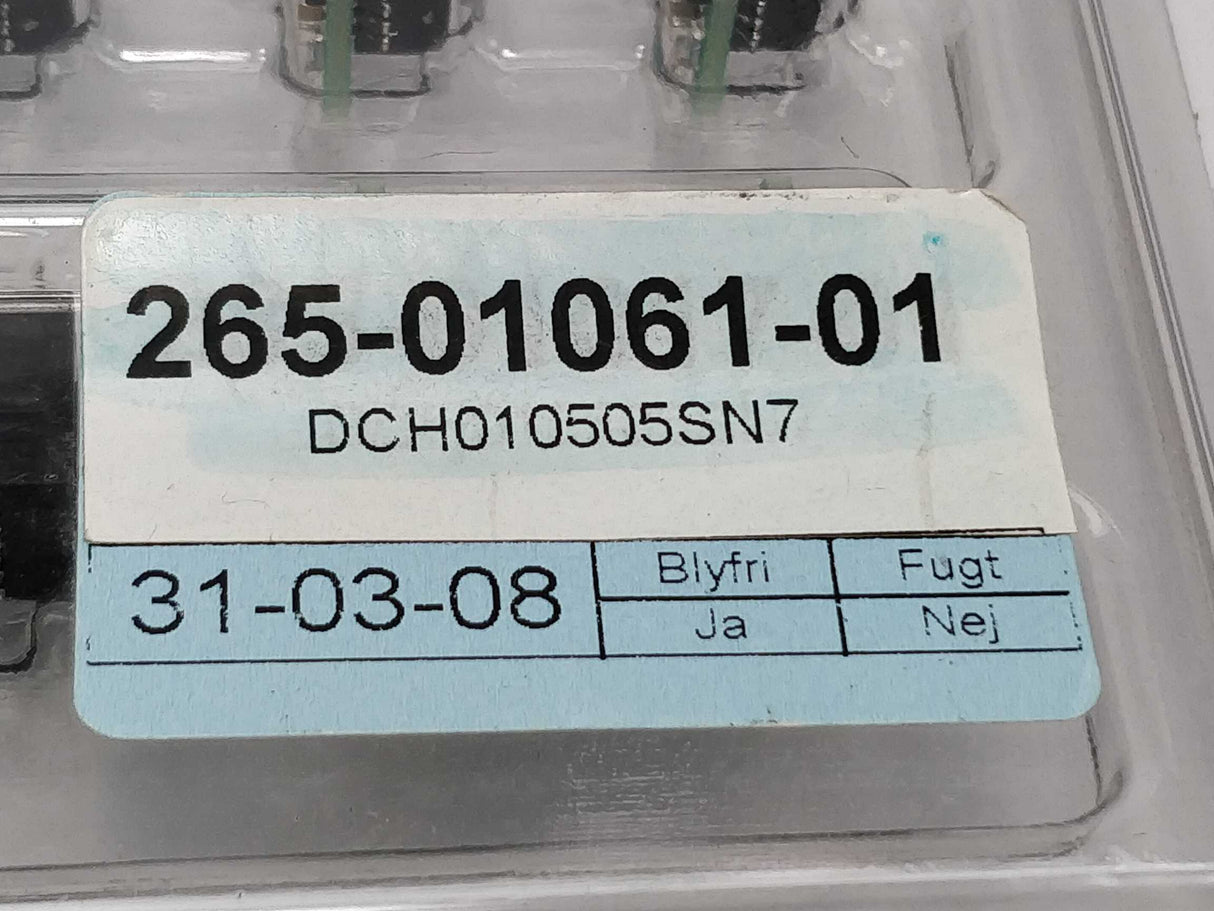 265-01061-01
DCH010505SN7
31-03-08
Blyfri Fugt
Ja Nej